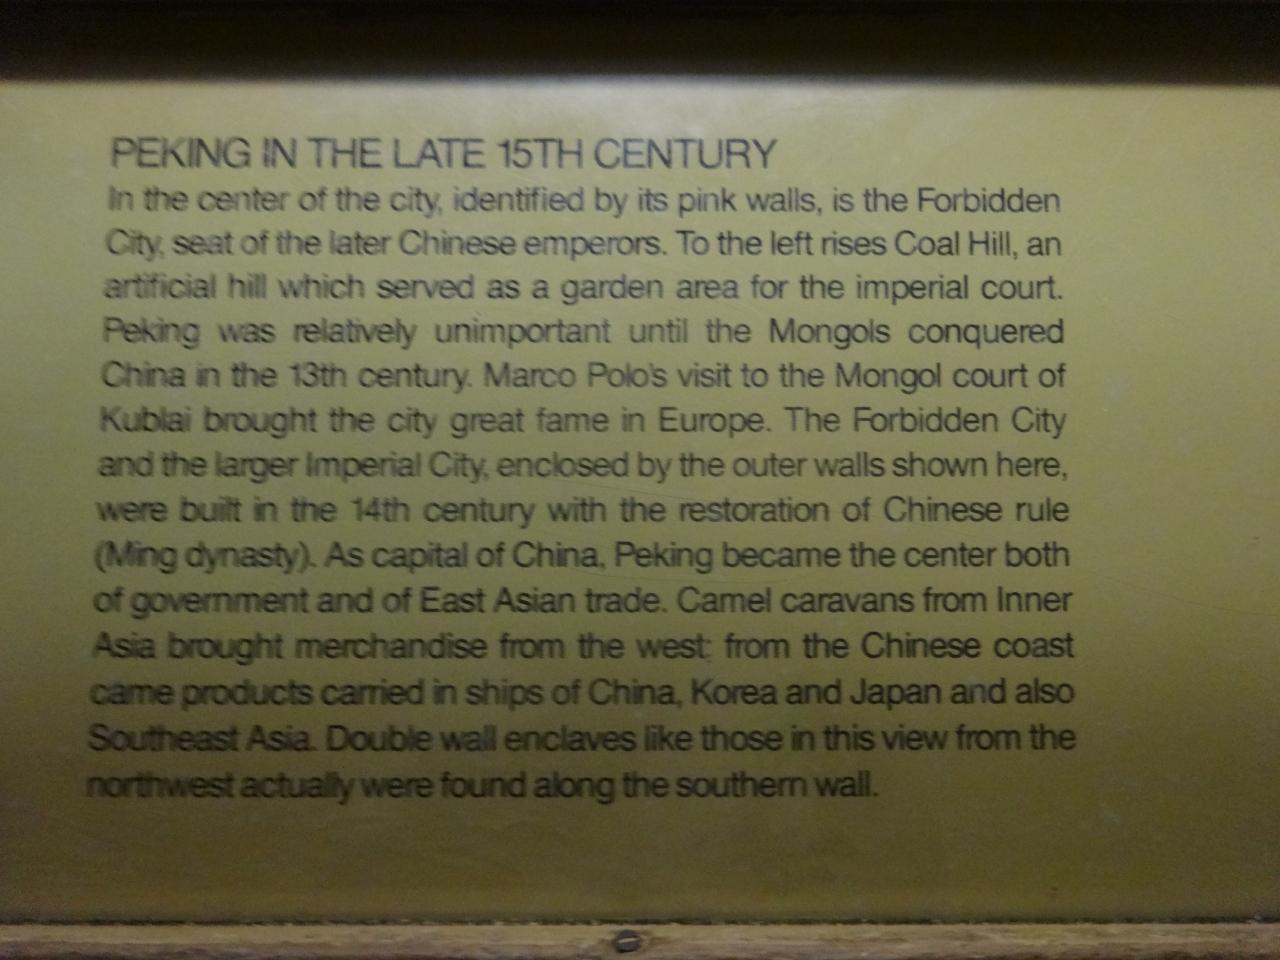 PEKING IN THE LATE 15TH CENTURY
In the center of the city, identified by its pink walls, is the Forbidden
City, seat of the later Chinese emperors. To the left rises Coal Hill, an
artificial hill which served as a garden area for the imperial court.
Peking was relatively unimportant until the Mongols conquered
China in the 13th century. Marco Polo's visit to the Mongol court of
Kublai brought the city great fame in Europe. The Forbidden City
and the larger Imperial City, enclosed by the outer walls shown here,
were built in the 14th century with the restoration of Chinese rule
(Ming dynasty). As capital of China, Peking became the center both
of government and of East Asian trade. Camel caravans from Inner
Asia brought merchandise from the west: from the Chinese coast
came products carried in ships of China, Korea and Japan and also
Southeast Asia. Double wall enclaves like those in this view from the
northwest actually were found along the southern wall.